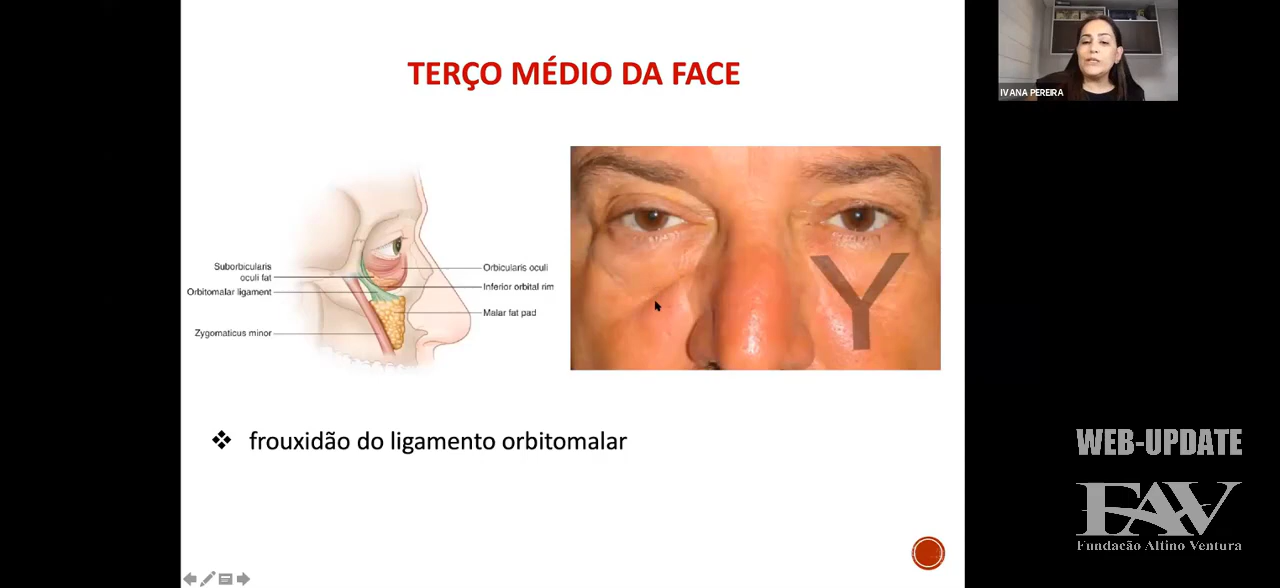 TERÇO MÉDIO DA FACE
IVANA PEREIRA
Suborbicularis
oculi fat
Orbitomalar ligament
Zygomaticus minor
Orbicularis oculi
Inferior orbital rim
Malar fat pad
Y
frouxidão do ligamento orbitomalar
WEB-UPDATE
FAV
Fundação Altino Ventura